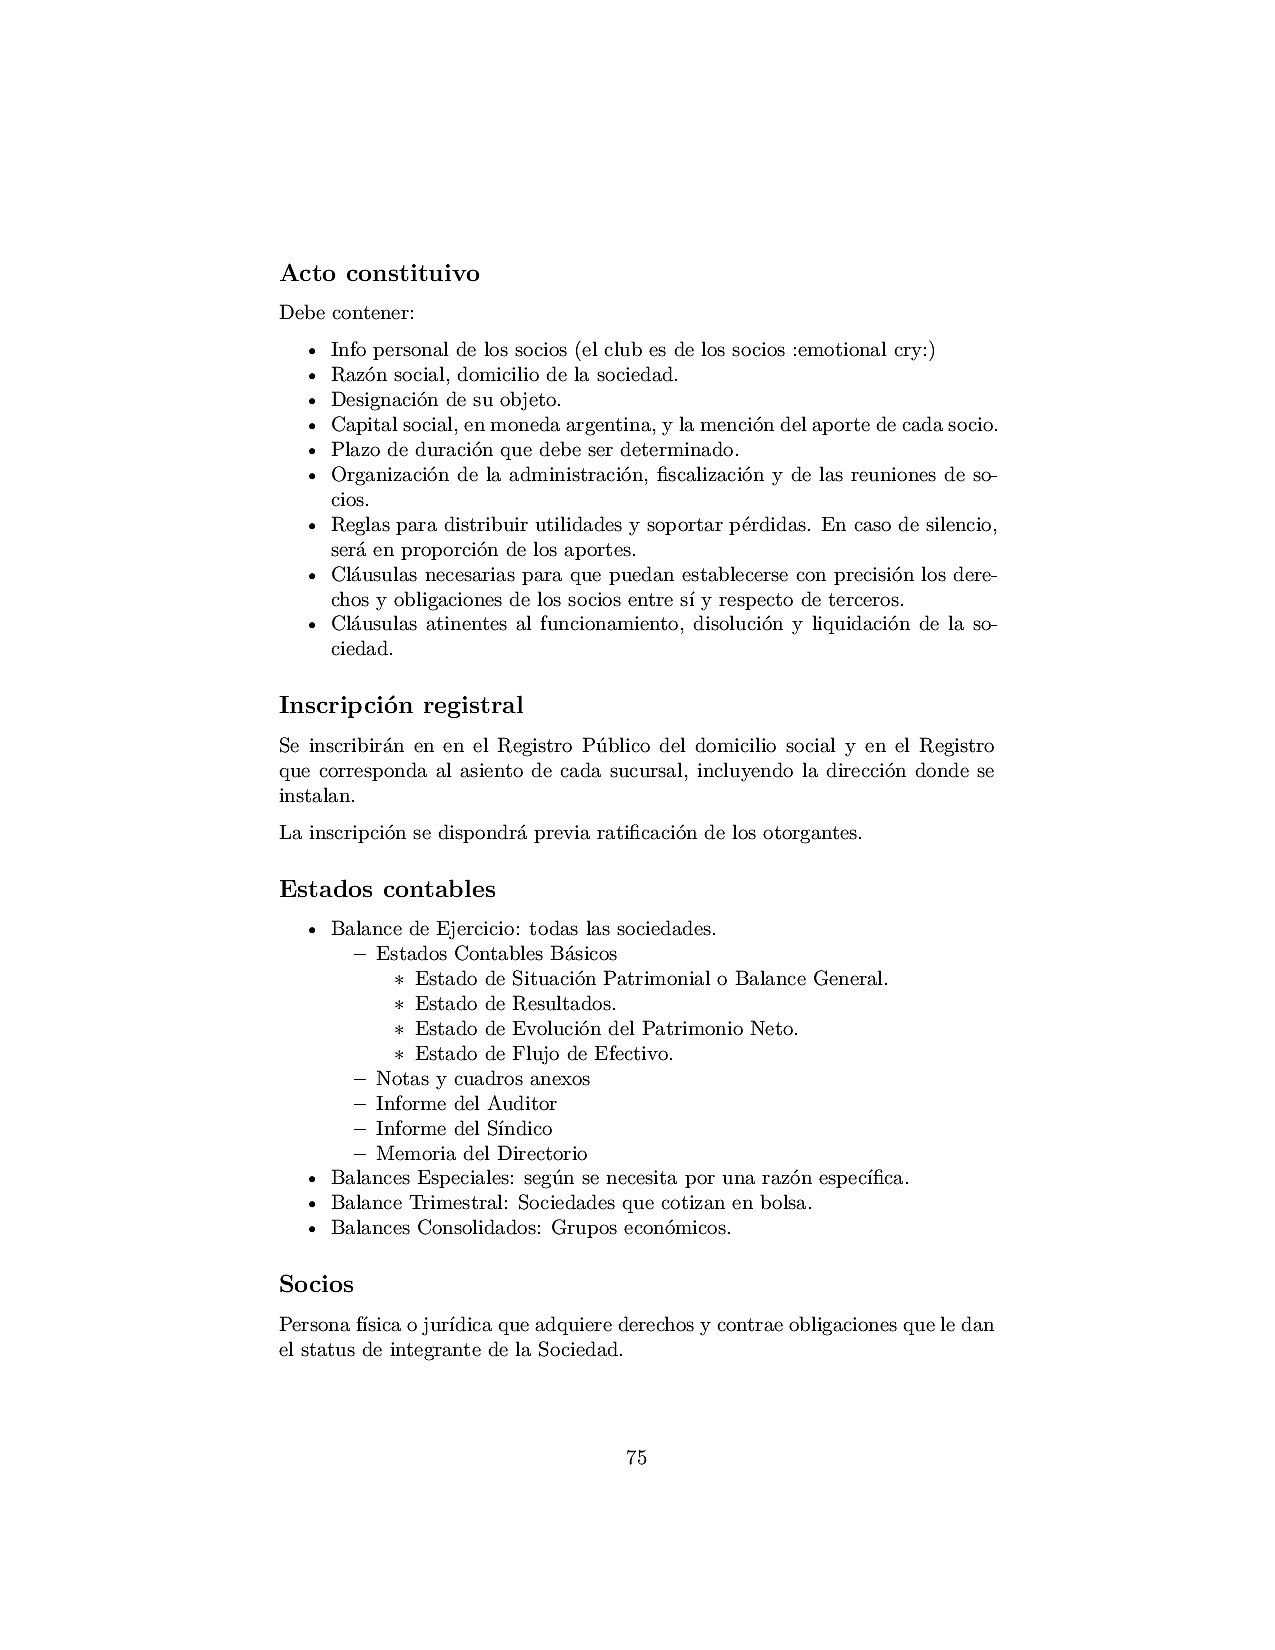 Acto constituivo
Debe contener:
• Info personal de los socios (el club es de los socios :emotional cry:)
• Razón social, domicilio de la sociedad.
• Designación de su objeto.
• Capital social, en moneda argentina, y la mención del aporte de cada socio.
• Plazo de duración que debe ser determinado.
• Organización de la administración, fiscalización y de las reuniones de so-
cios.
• Reglas para distribuir utilidades y soportar pérdidas. En caso de silencio,
será en proporción de los aportes.
• Cláusulas necesarias para que puedan establecerse con precisión los dere-
chos y obligaciones de los socios entre sí y respecto de terceros.
• Cláusulas atinentes al funcionamiento, disolución y liquidación de la so-
ciedad.
Inscripción registral
Se inscribirán en en el Registro Público del domicilio social y en el Registro
que corresponda al asiento de cada sucursal, incluyendo la dirección donde se
instalan.
La inscripción se dispondrá previa ratificación de los otorgantes.
Estados contables
• Balance de Ejercicio: todas las sociedades.
– Estados Contables Básicos
∗ Estado de Situación Patrimonial o Balance General.
∗ Estado de Resultados.
∗ Estado de Evolución del Patrimonio Neto.
∗ Estado de Flujo de Efectivo.
– Notas y cuadros anexos
– Informe del Auditor
– Informe del Síndico
– Memoria del Directorio
• Balances Especiales: según se necesita por una razón específica.
• Balance Trimestral: Sociedades que cotizan en bolsa.
• Balances Consolidados: Grupos económicos.
Socios
Persona física o jurídica que adquiere derechos y contrae obligaciones que le dan
el status de integrante de la Sociedad.
75